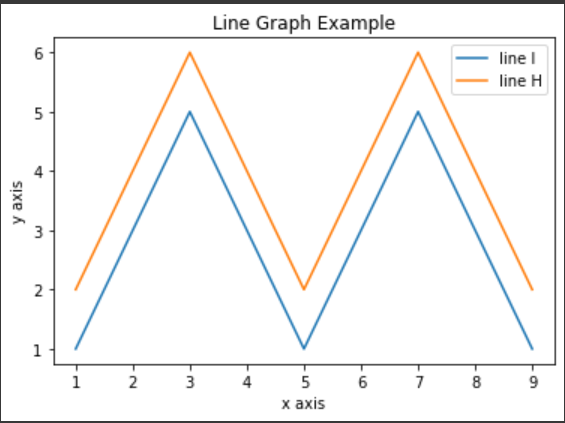 Line Graph Example
line I
line H
6
5
4
3
2
1
y axis
1 2 3 4 5 6 7 8 9
x axis